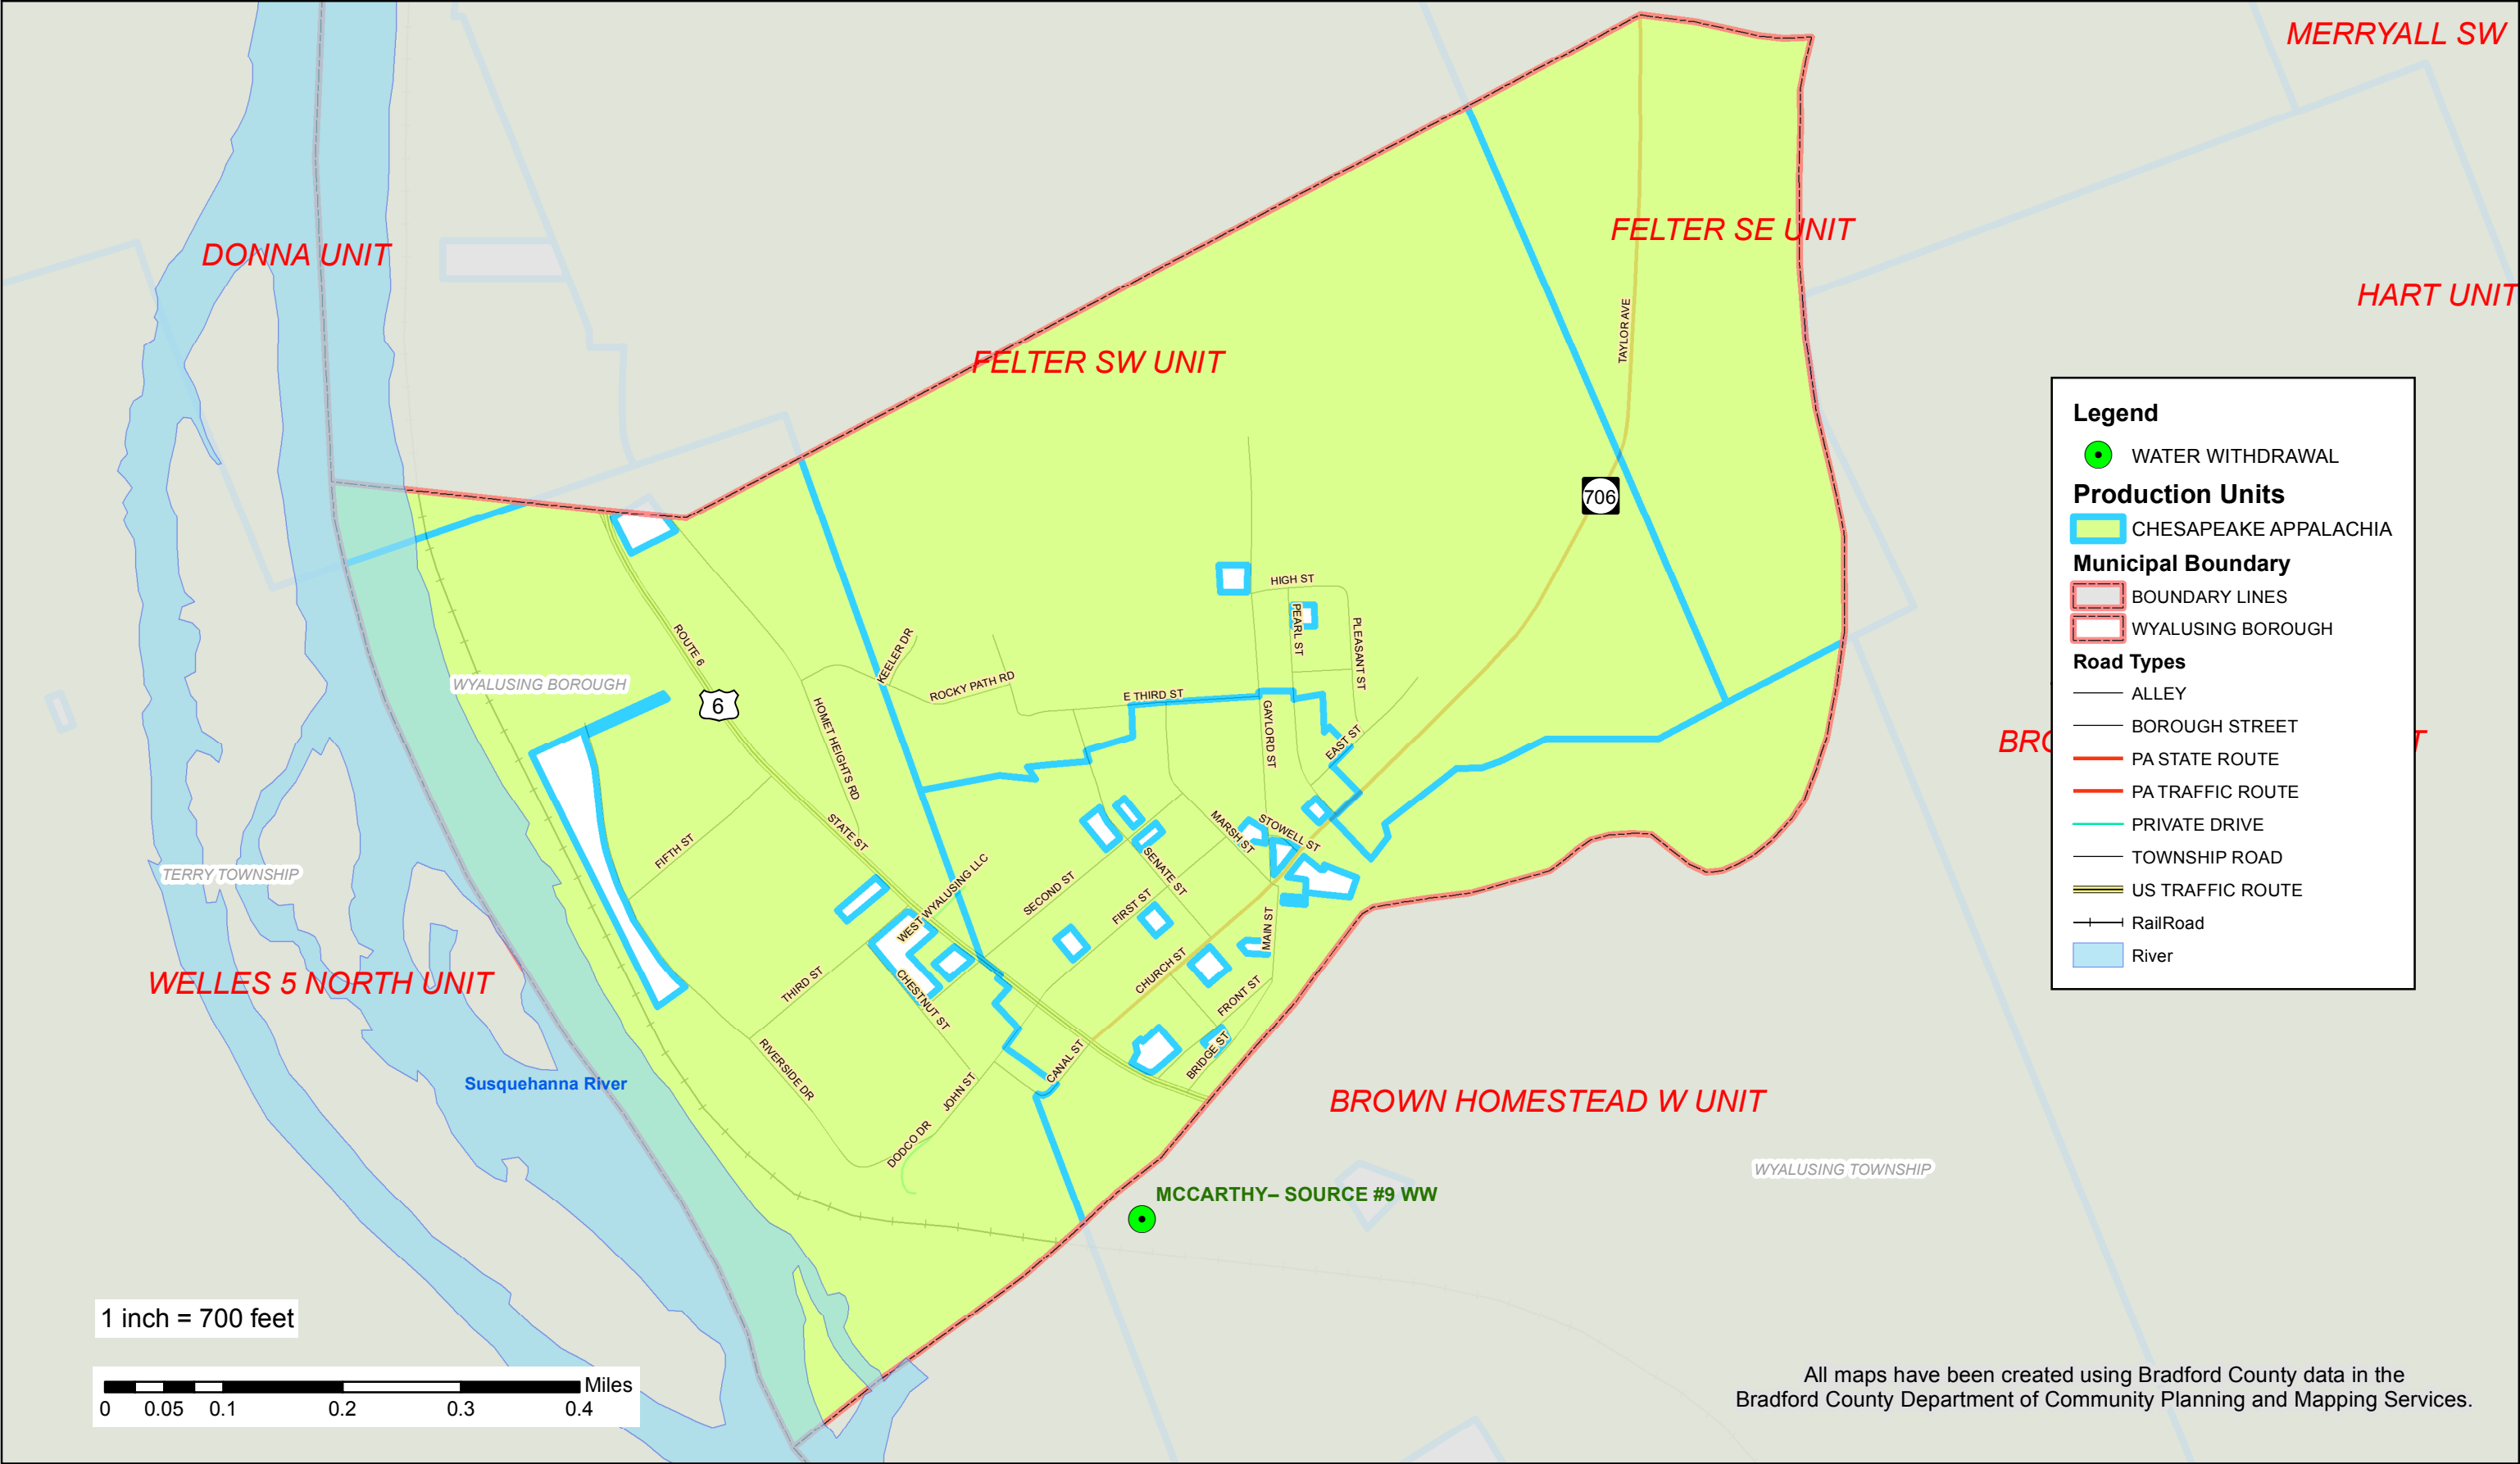 MERRYALL SW
DONNA UNIT
FELTER SE UNIT
HART UNIT
FELTER SW UNIT
TAYLOR AVE
706
HIGH ST
PEARL ST
PLEASANT ST
ROUTE 6
KEELER DR
ROCKY PATH RD
WYALUSING BOROUGH
6
E THIRD ST
HOMET HEIGHTS RD
GAYLORD ST
EAST ST
STATE ST
MARSH ST
STOWELL ST
FIFTH ST
WEST WYALUSING LLC
SENATE ST
SECOND ST
FIRST ST
TERRY TOWNSHIP
MAIN ST
THIRD ST
CHESTNUT ST
CHURCH ST
FRONT ST
WELLES 5 NORTH UNIT
RIVERSIDE DR
CANAL ST
BRIDGE ST
JOHN ST
DODCO DR
Susquehanna River
BROWN HOMESTEAD W UNIT
WYALUSING TOWNSHIP
MCCARTHY– SOURCE #9 WW
Legend
WATER WITHDRAWAL
Production Units
CHESAPEAKE APPALACHIA
Municipal Boundary
BOUNDARY LINES
WYALUSING BOROUGH
Road Types
ALLEY
BOROUGH STREET
PA STATE ROUTE
PA TRAFFIC ROUTE
PRIVATE DRIVE
TOWNSHIP ROAD
US TRAFFIC ROUTE
RailRoad
River
1 inch = 700 feet
Miles
0 0.05 0.1 0.2 0.3 0.4
All maps have been created using Bradford County data in the
Bradford County Department of Community Planning and Mapping Services.